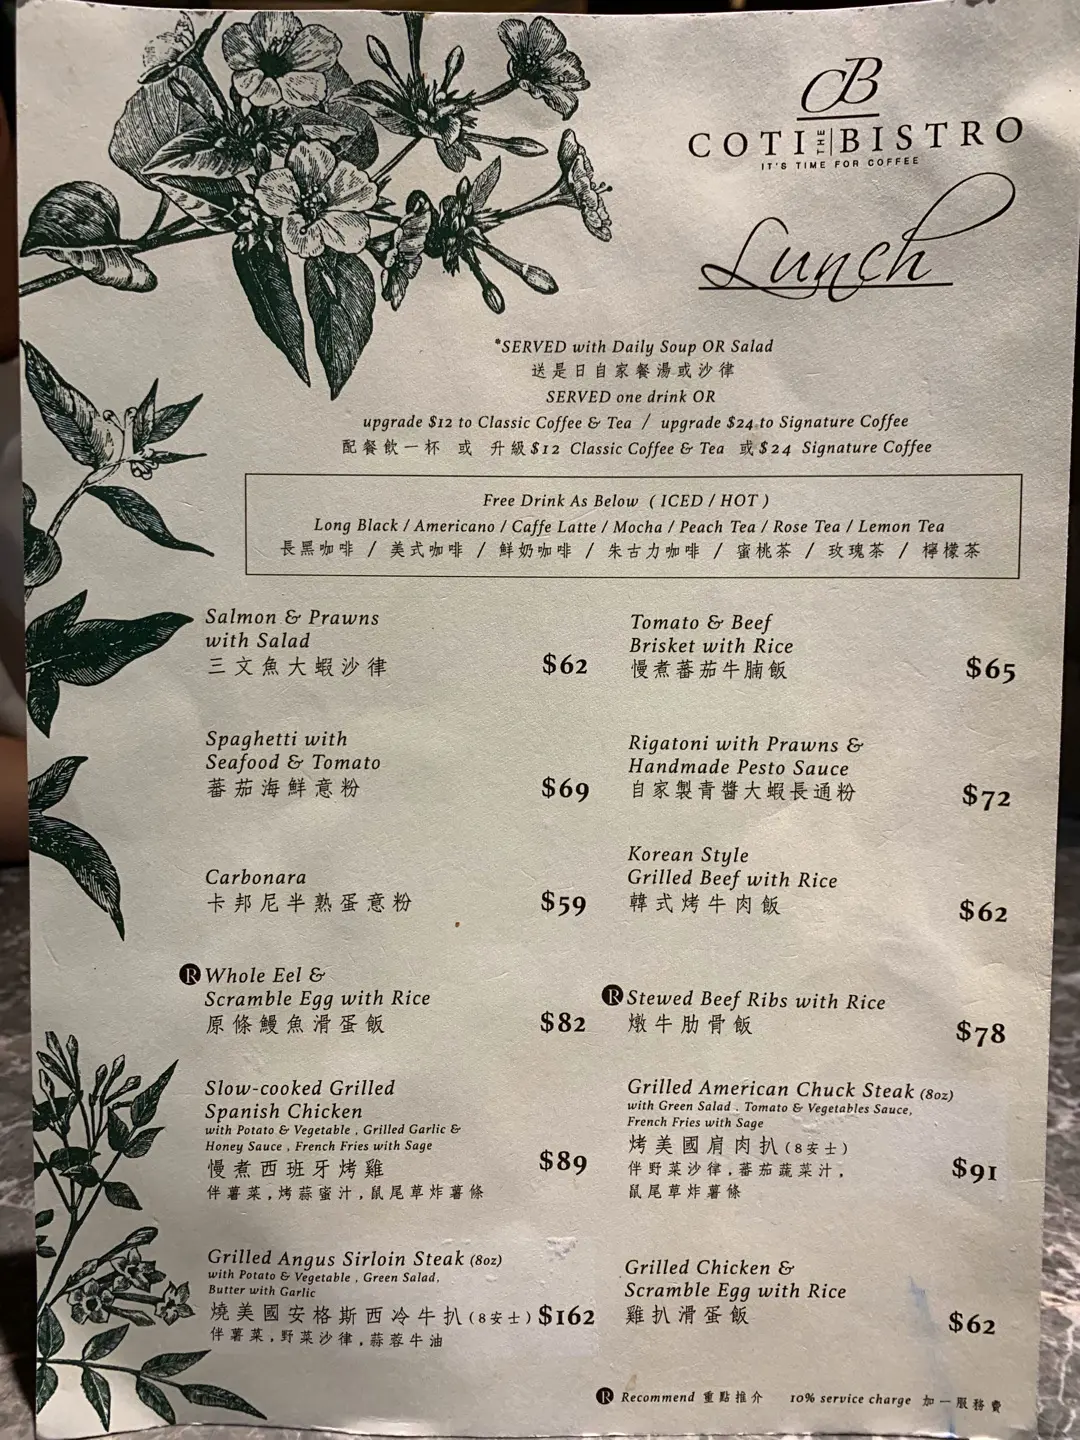 CB
COTI THE BISTRO
IT'S TIME FOR COFFEE
Lunch
*SERVED with Daily Soup OR Salad
送是日自家餐湯或沙律
SERVED one drink OR
upgrade $12 to Classic Coffee & Tea / upgrade $24 to Signature Coffee
配餐飲一杯 或 升級$12 Classic Coffee & Tea 或$24 Signature Coffee
Free Drink As Below ( ICED / HOT )
Long Black / Americano / Caffe Latte / Mocha / Peach Tea / Rose Tea / Lemon Tea
長黑咖啡 / 美式咖啡 / 鮮奶咖啡 / 朱古力咖啡 / 蜜桃茶 / 玫瑰茶 / 檸檬茶
Salmon & Prawns
with Salad
三文魚大蝦沙律 $62
Tomato & Beef
Brisket with Rice
慢煮蕃茄牛腩飯 $65
Spaghetti with
Seafood & Tomato
蕃茄海鮮意粉 $69
Rigatoni with Prawns &
Handmade Pesto Sauce
自家製青醬大蝦長通粉 $72
Carbonara
卡邦尼半熟蛋意粉 $59
Korean Style
Grilled Beef with Rice
韓式烤牛肉飯 $62
R Whole Eel &
Scramble Egg with Rice
原條鰻魚滑蛋飯 $82
R Stewed Beef Ribs with Rice
燉牛肋骨飯 $78
Slow-cooked Grilled
Spanish Chicken
with Potato & Vegetable , Grilled Garlic &
Honey Sauce , French Fries with Sage
慢煮西班牙烤雞 $89
伴薯菜,烤蒜蜜汁,鼠尾草炸薯條
Grilled American Chuck Steak (8oz)
with Green Salad . Tomato & Vegetables Sauce,
French Fries with Sage
烤美國肩肉扒(8安士)
伴野菜沙律,蕃茄蔬菜汁, $91
鼠尾草炸薯條
Grilled Angus Sirloin Steak (8oz)
with Potato & Vegetable , Green Salad,
Butter with Garlic
燒美國安格斯西冷牛扒(8安士) $162
伴薯菜,野菜沙律,蒜蓉牛油
Grilled Chicken &
Scramble Egg with Rice
雞扒滑蛋飯 $62
R Recommend 重點推介 10% service charge 加一服務費